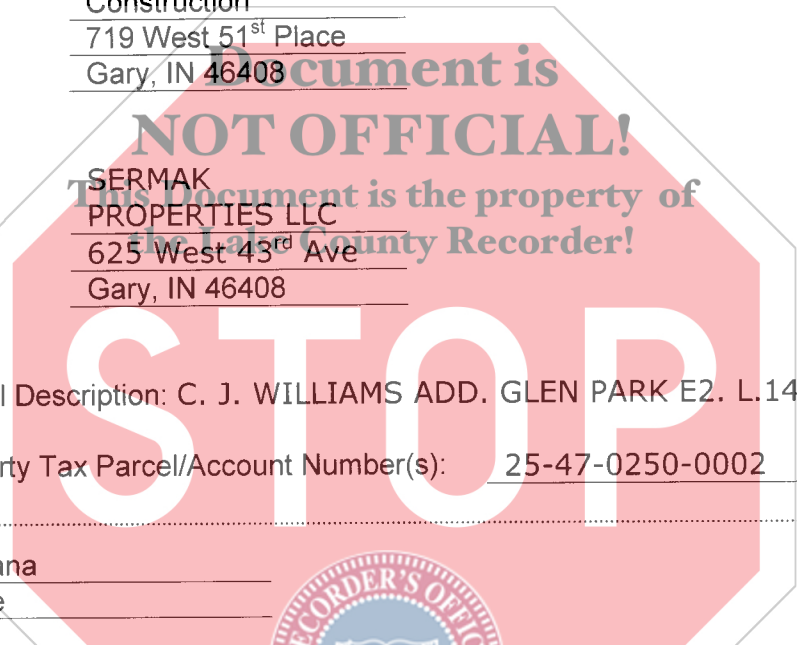 Construction
719 West 51st Place
Gary, IN 46408
Document is
NOT OFFICIAL!
SERMAK
This Document is the property of
PROPERTIES LLC
the Lake County Recorder!
625 West 43rd Ave
Gary, IN 46408
STOP
l Description: C. J. WILLIAMS ADD. GLEN PARK E2. L.14
rty Tax Parcel/Account Number(s): 25-47-0250-0002
ana
e
ECORDER'S OFFIC